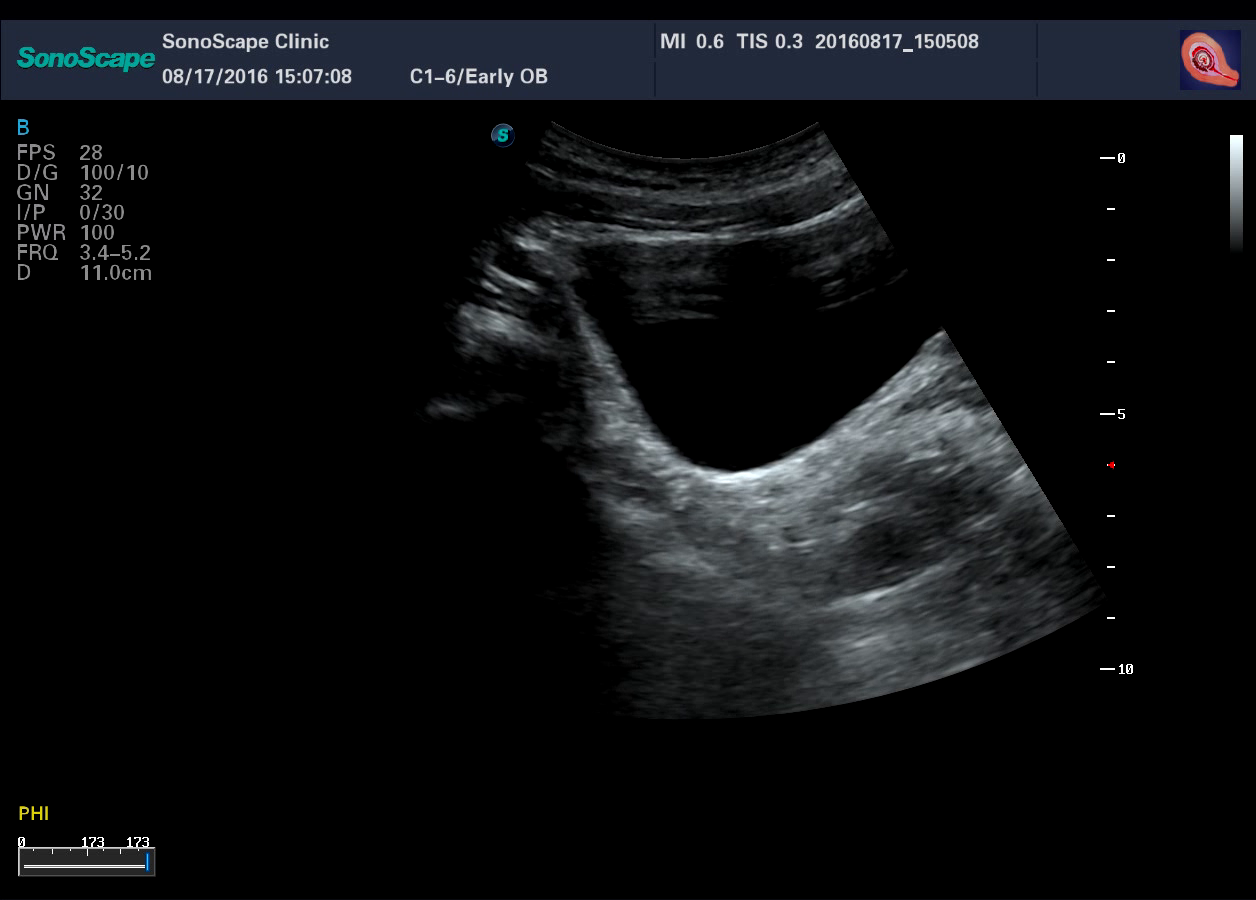 SonoScape
SonoScape Clinic
MI 0.6 TIS 0.3 20160817_150508
08/17/2016 15:07:08 C1-6/Early OB
B
S
FPS 28
D/G 100/10
GN 32
I/P 0/30
PWR 100
FRQ 3.4-5.2
D 11.0cm
0
5
10
PHI
0 173 173